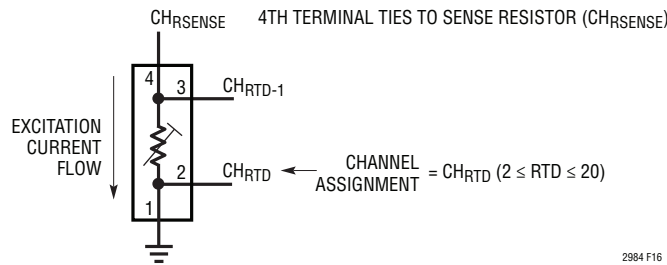 CHRSENSE 4TH TERMINAL TIES TO SENSE RESISTOR (CHRSENSE)
4
3 CHRTD-1
EXCITATION
CURRENT
FLOW
2 CHRTD
CHANNEL
ASSIGNMENT = CHRTD (2 ≤ RTD ≤ 20)
1
2984 F16